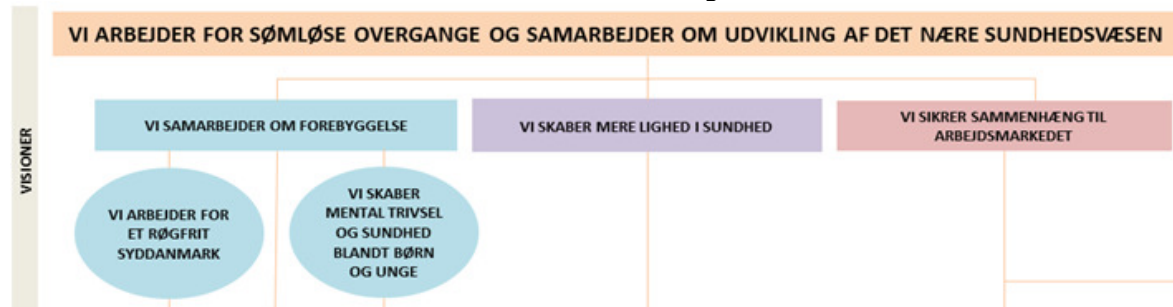 VI ARBEJDER FOR SØMLØSE OVERGANGE OG SAMARBEJDER OM UDVIKLING AF DET NÆRE SUNDHEDSVÆSEN
VISIONER
VI SAMARBEJDER OM FOREBYGGELSE
VI SKABER MERE LIGHED I SUNDHED
VI SIKRER SAMMENHÆNG TIL
ARBEJDSMARKEDET
VI ARBEJDER FOR
ET RØGFRIT
SYDDANMARK
VI SKABER
MENTAL TRIVSEL
OG SUNDHED
BLANDT BØRN
OG UNGE